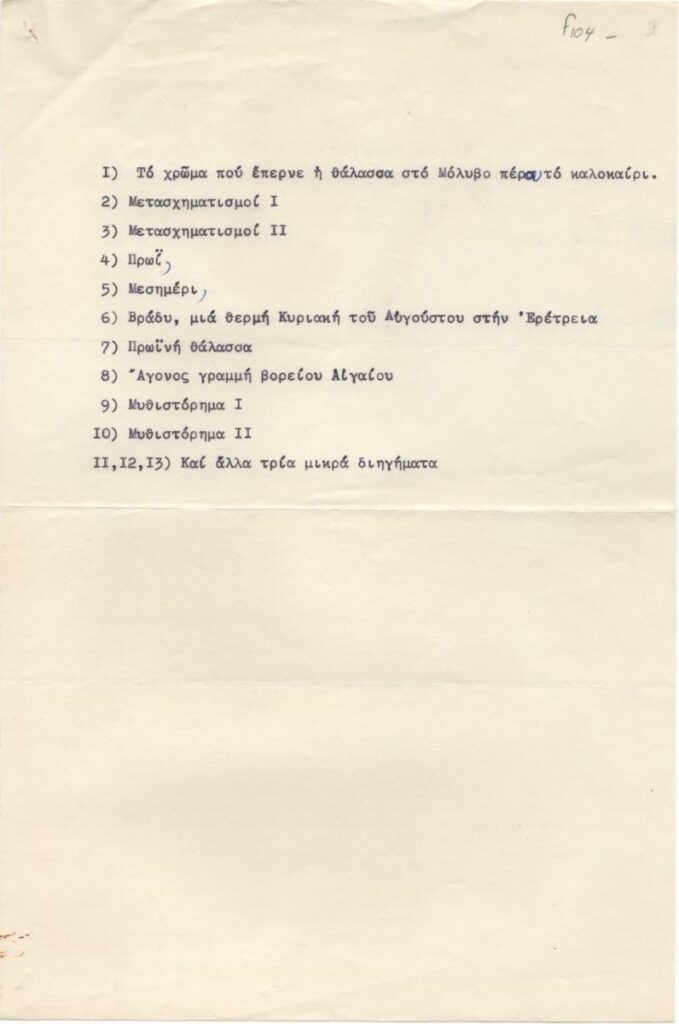 f104 -
I) Τό χρῶμα πού ἔπερνε ἡ θάλασσα στό Μόλυβο πέρσυ τό καλοκαίρι.
2) Μετασχηματισμοί I
3) Μετασχηματισμοί II
4) Πρωΐ,
5) Μεσημέρι,
6) Βράδυ, μιά θερμή Κυριακή τοῦ Αὐγούστου στήν Ἐρέτρεια
7) Πρωϊνή θάλασσα
8) Ἄγονος γραμμή βορείου Αἰγαίου
9) Μυθιστόρημα I
I0) Μυθιστόρημα II
II,I2,I3) Καί ἄλλα τρία μικρά διηγήματα